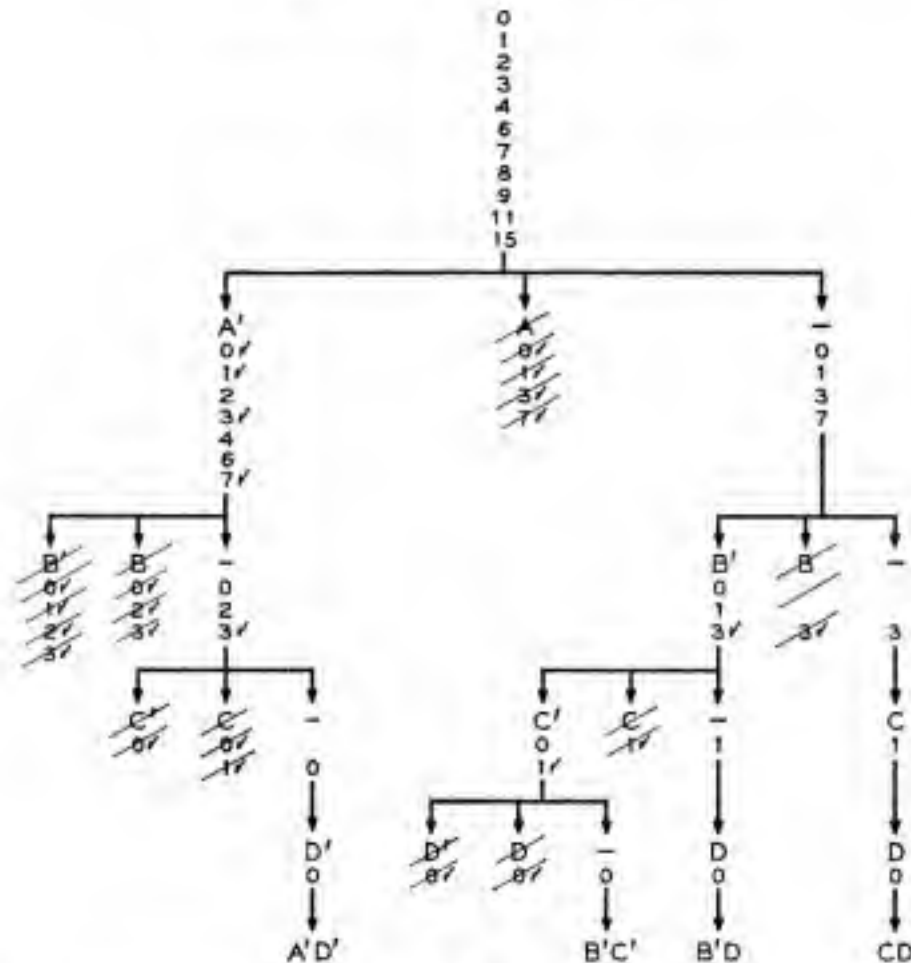 0
1
2
3
4
6
7
8
9
11
15
A' A —
0✓ 0✓ 0
1✓ 1✓ 1
2 3✓ 3
3✓ 7✓ 7
4
6
7✓
B' B — B' B —
0✓ 0✓ 0 0
1✓ 2✓ 2 1
2✓ 3✓ 3✓ 3✓ 3✓ 3
3✓
C' C — C' C — C
0✓ 0✓ 0 1✓ 1 1
1✓ 0 1✓
D' D' D — D D
0 0✓ 0✓ 0 0 0
A'D' B'C' B'D CD